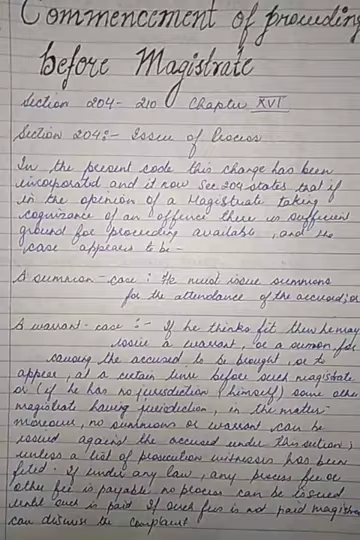 Commencement of proceeding
before Magistrate
Section 204 - 210 Chapter XVI
Section 204:- Issue of Process
In the present code this change has been
incorporated and it now Sec 204 states that if
in the openion of a Magistrate taking
cognizance of an offence there is sufficient
ground for proceeding available, and the
case appears to be -
A summon-case : He must issue summons
for the attendance of the accused; or
A warrant-case :- If he thinks fit then he may
issue a warrant, or a summon, for
causing the accused to be brought or to
appear, at a certain time before such magistrate
or (if he has no jurisdiction himself) some other
magistrate having jurisdiction, in the matter
moreover, no summons or warrant can be
issued against the accused under this section;
unless a list of prosecution witnesses has been
filed. If under any law, any process fee or
other fee is payable no process can be issued
until such is paid If such fees is not paid magistrate
can dismiss the complaint